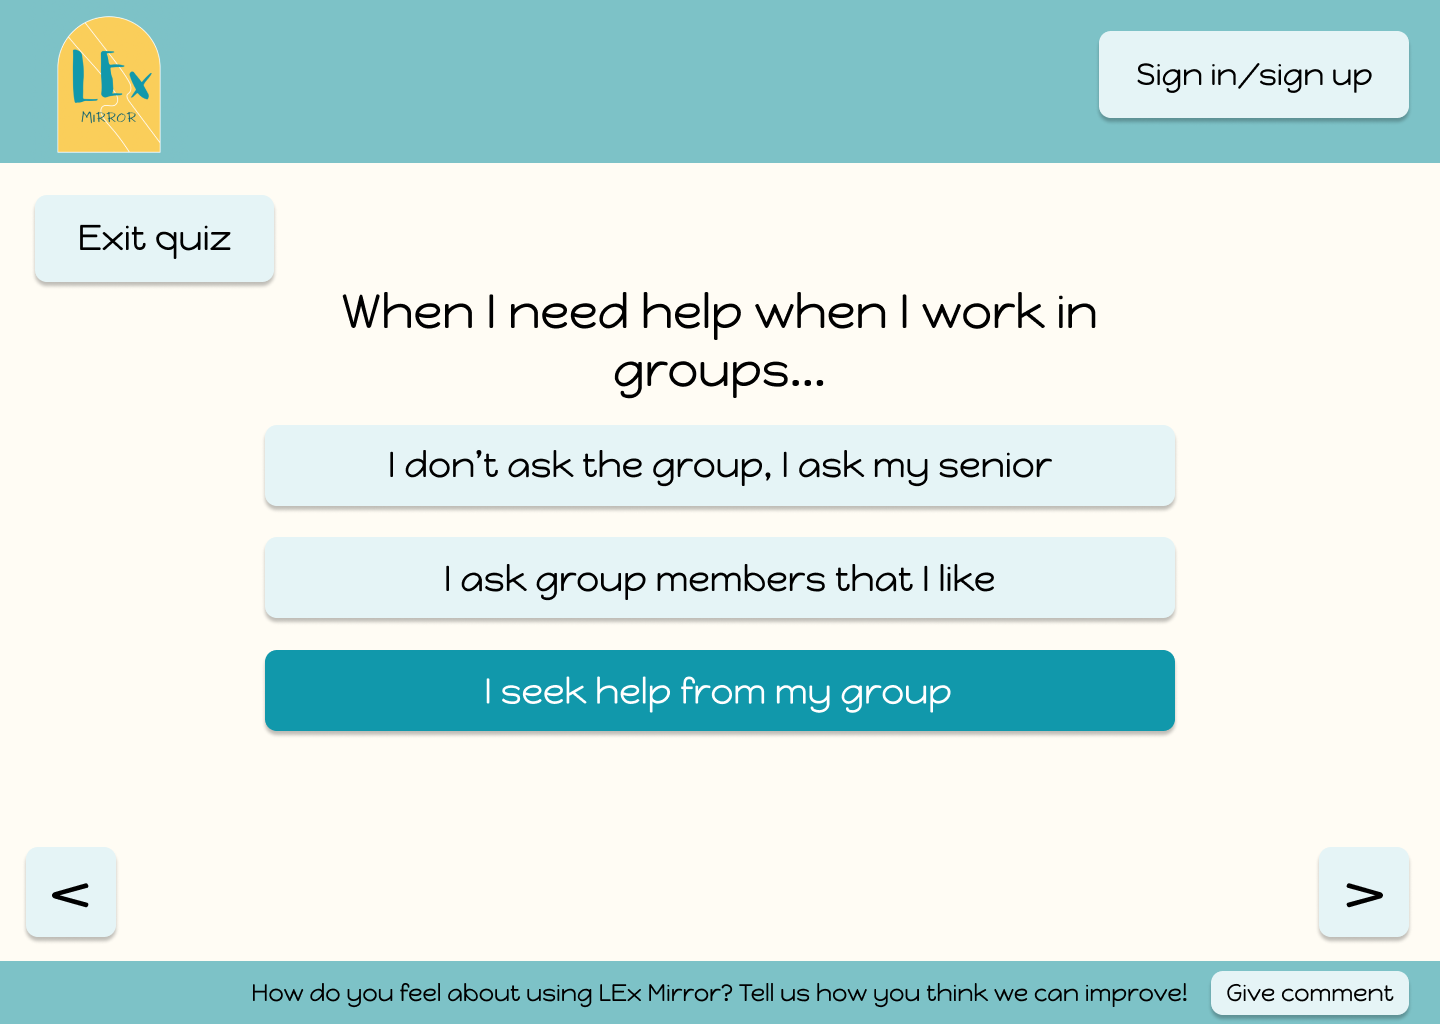 LEx
MIRROR
Sign in/sign up
Exit quiz
When I need help when I work in
groups...
I don't ask the group, I ask my senior
I ask group members that I like
I seek help from my group
<
>
How do you feel about using LEx Mirror? Tell us how you think we can improve!
Give comment